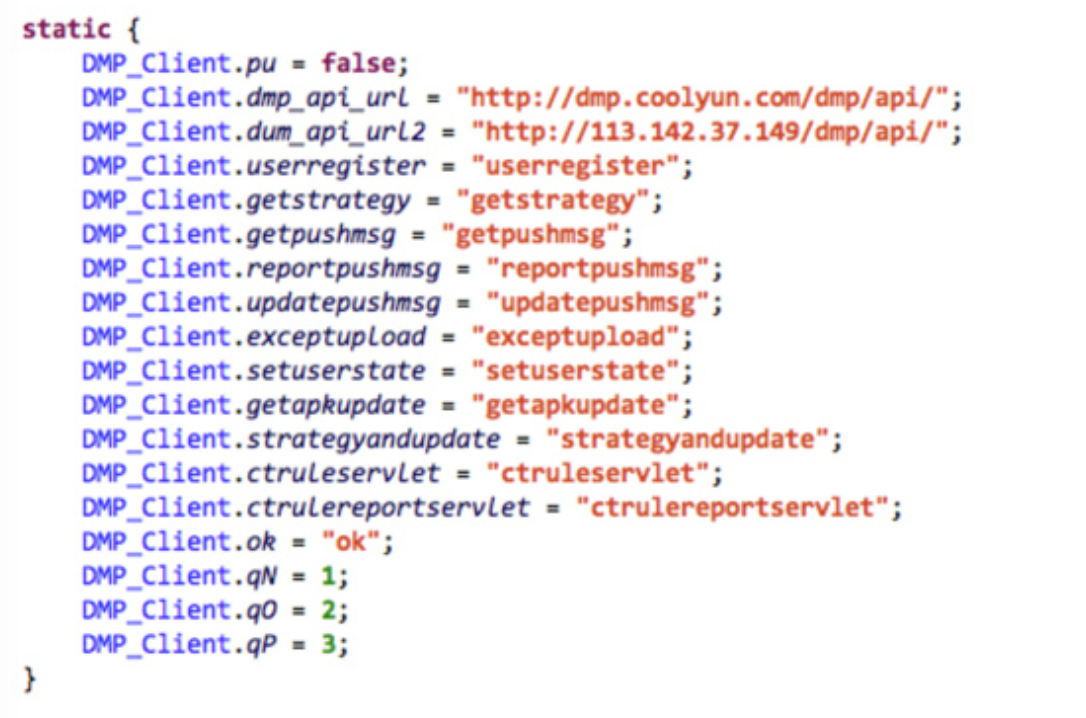 static {
    DMP_Client.pu = false;
    DMP_Client.dmp_api_url = "http://dmp.coolyun.com/dmp/api/";
    DMP_Client.dum_api_url2 = "http://113.142.37.149/dmp/api/";
    DMP_Client.userregister = "userregister";
    DMP_Client.getstrategy = "getstrategy";
    DMP_Client.getpushmsg = "getpushmsg";
    DMP_Client.reportpushmsg = "reportpushmsg";
    DMP_Client.updatepushmsg = "updatepushmsg";
    DMP_Client.exceptupload = "exceptupload";
    DMP_Client.setuserstate = "setuserstate";
    DMP_Client.getapkupdate = "getapkupdate";
    DMP_Client.strategyandupdate = "strategyandupdate";
    DMP_Client.ctruleservlet = "ctruleservlet";
    DMP_Client.ctrulereportservlet = "ctrulereportservlet";
    DMP_Client.ok = "ok";
    DMP_Client.qN = 1;
    DMP_Client.qO = 2;
    DMP_Client.qP = 3;
}